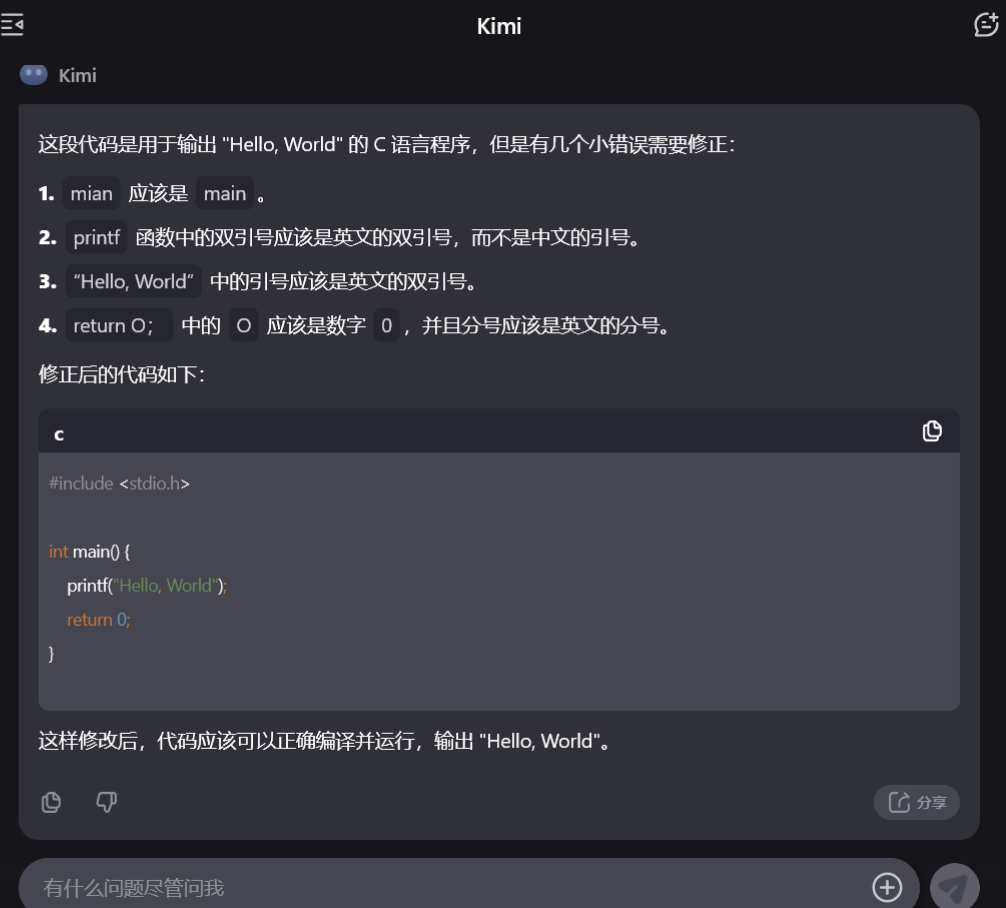 Kimi
Kimi
这段代码是用于输出 "Hello, World" 的 C 语言程序，但是有几个小错误需要修正：
1. mian 应该是 main 。
2. printf 函数中的双引号应该是英文的双引号，而不是中文的引号。
3. “Hello, World” 中的引号应该是英文的双引号。
4. return O； 中的 O 应该是数字 0 ，并且分号应该是英文的分号。
修正后的代码如下：
c
#include <stdio.h>
int main() {
    printf("Hello, World");
    return 0;
}
这样修改后，代码应该可以正确编译并运行，输出 "Hello, World"。
分享
有什么问题尽管问我